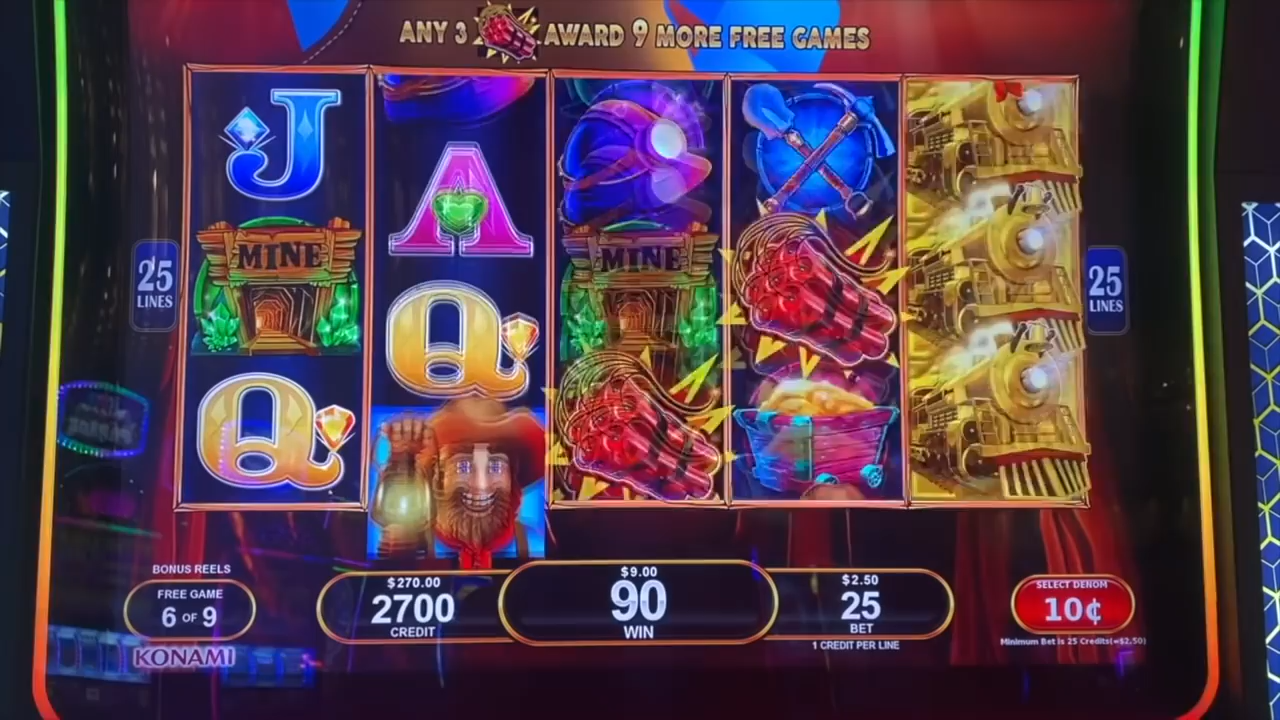 ANY 3 AWARD 9 MORE FREE GAMES
J
A
MINE
MINE
25
LINES
25
LINES
Q
Q
BONUS REELS
FREE GAME
6 OF 9
$270.00
2700
CREDIT
$9.00
90
WIN
$2.50
25
BET
1 CREDIT PER LINE
SELECT DENOM
10¢
Minimum Bet is 25 Credits(=$2.50)
KONAMI